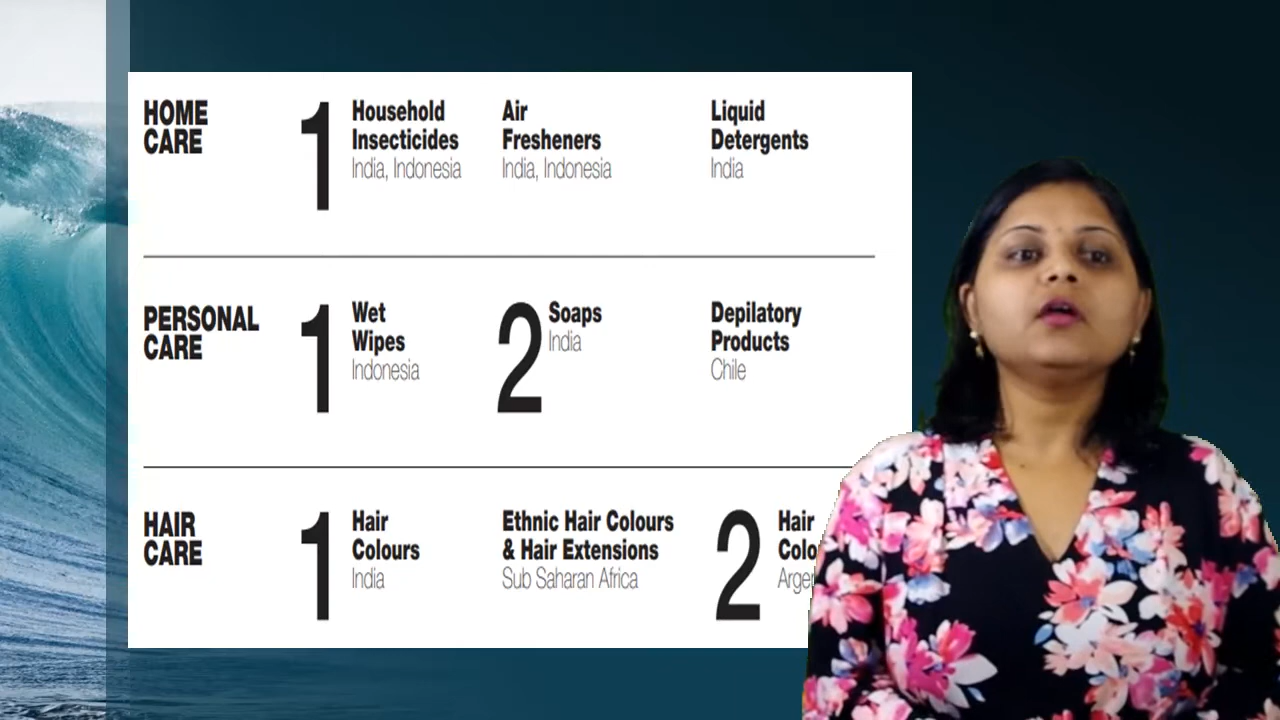 HOME
CARE
1
Household
Insecticides
India, Indonesia
Air
Fresheners
India, Indonesia
Liquid
Detergents
India
PERSONAL
CARE
1
Wet
Wipes
Indonesia
2
Soaps
India
Depilatory
Products
Chile
HAIR
CARE
1
Hair
Colours
India
Ethnic Hair Colours
& Hair Extensions
Sub Saharan Africa
2
Hair